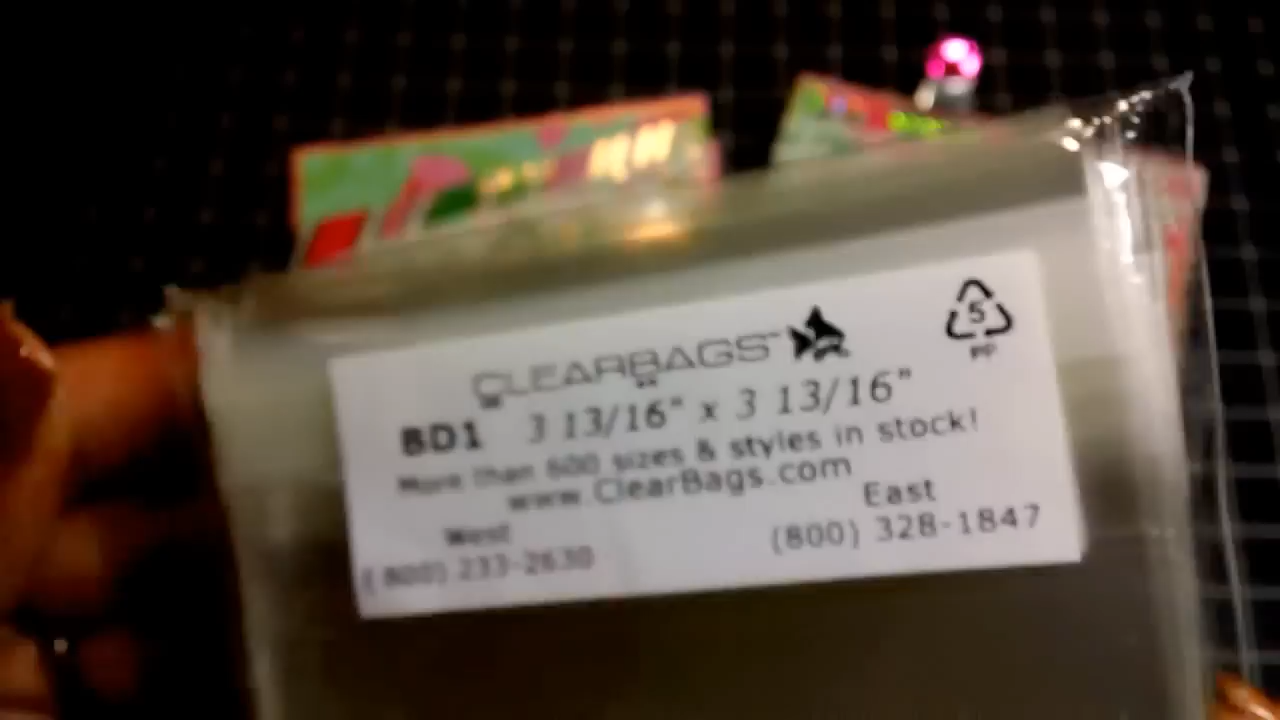 CLEARBAGS™
5
PP
BD1 3 13/16" x 3 13/16"
More than 600 sizes & styles in stock!
www.ClearBags.com
West East
(800) 233-2630 (800) 328-1847